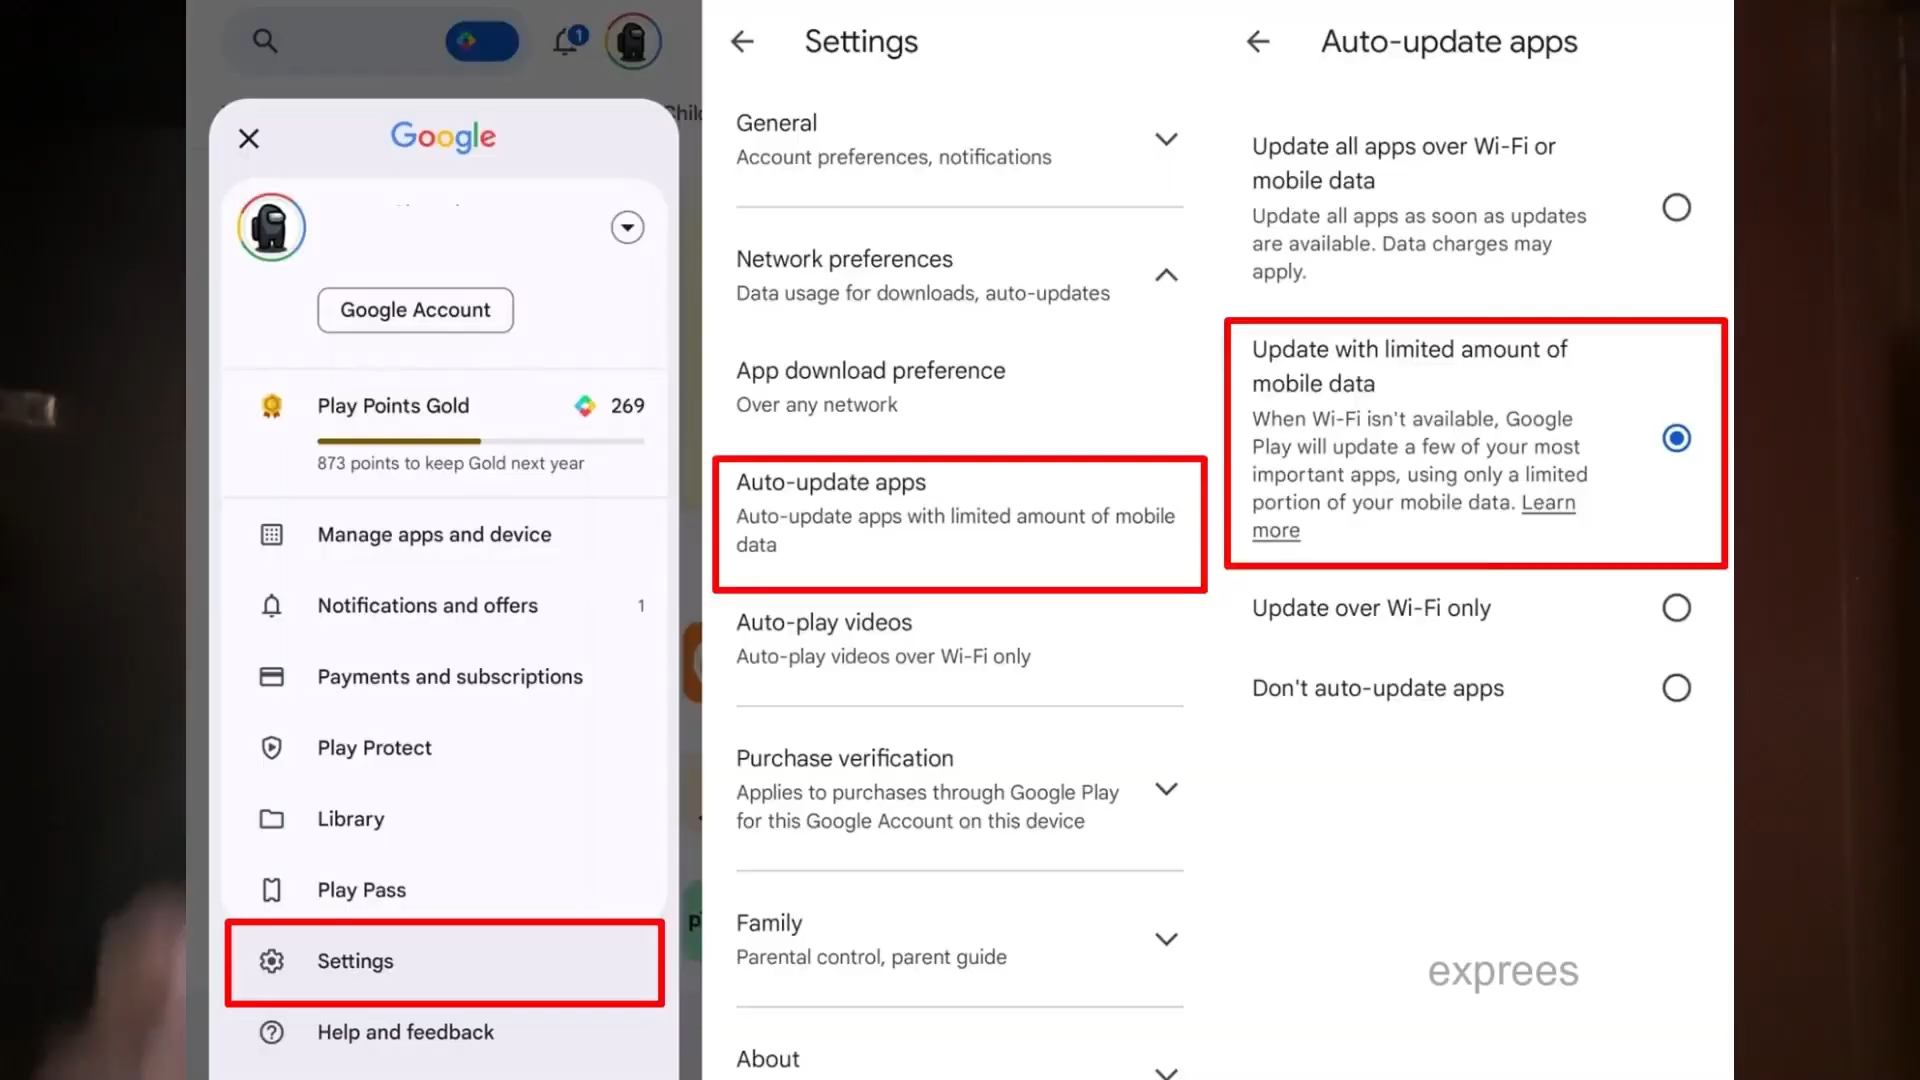 1
Google
Google Account
Play Points Gold
269
873 points to keep Gold next year
Manage apps and device
Notifications and offers
1
Payments and subscriptions
Play Protect
Library
Play Pass
Settings
Help and feedback
Settings
General
Account preferences, notifications
Network preferences
Data usage for downloads, auto-updates
App download preference
Over any network
Auto-update apps
Auto-update apps with limited amount of mobile
data
Auto-play videos
Auto-play videos over Wi-Fi only
Purchase verification
Applies to purchases through Google Play
for this Google Account on this device
Family
Parental control, parent guide
About
Auto-update apps
Update all apps over Wi-Fi or
mobile data
Update all apps as soon as updates
are available. Data charges may
apply.
Update with limited amount of
mobile data
When Wi-Fi isn't available, Google
Play will update a few of your most
important apps, using only a limited
portion of your mobile data. Learn
more
Update over Wi-Fi only
Don't auto-update apps
exprees